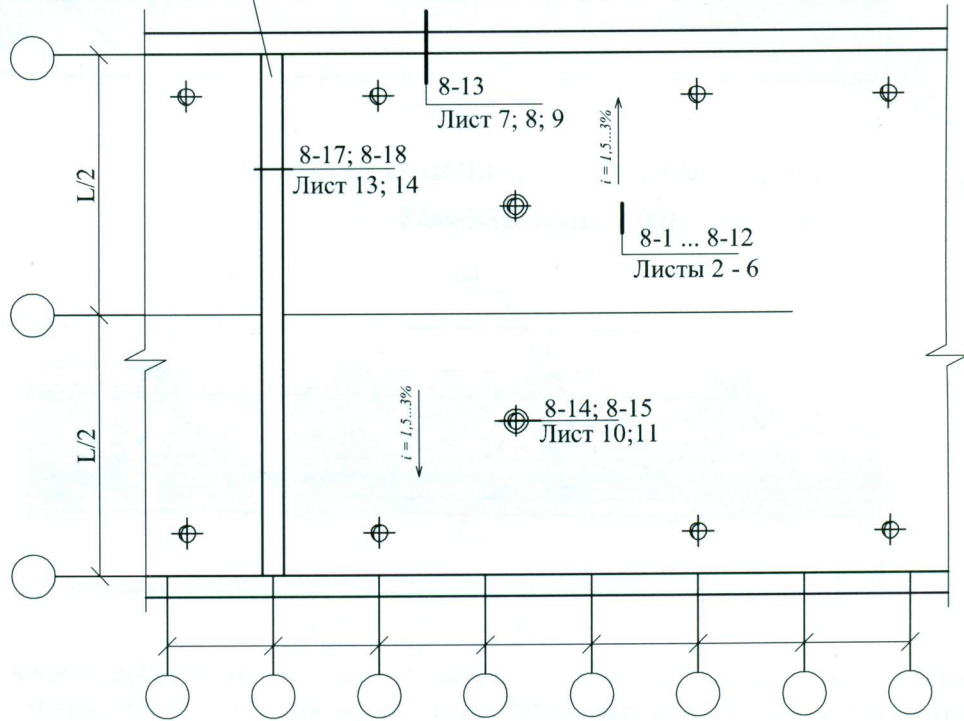 8-13
Лист 7; 8; 9
i = 1,5...3%
8-17; 8-18
Лист 13; 14
L/2
8-1 ... 8-12
Листы 2 - 6
i = 1,5...3%
8-14; 8-15
Лист 10;11
L/2